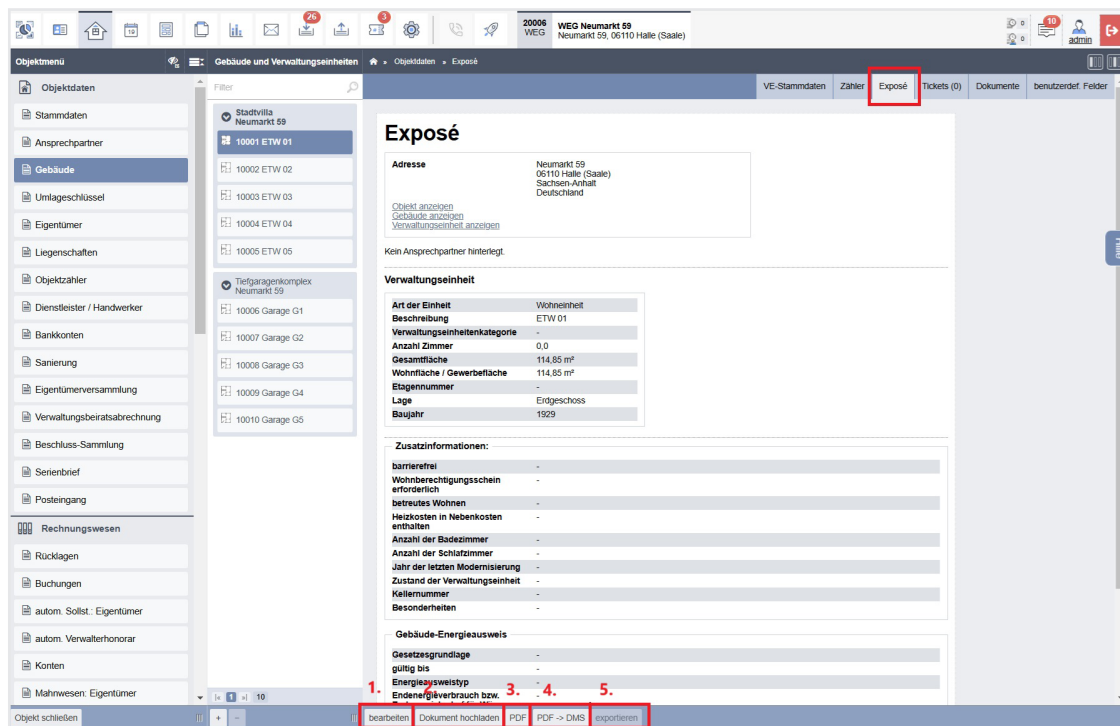 26
3
20006
WEG
WEG Neumarkt 59
Neumarkt 59, 06110 Halle (Saale)
0
0
10
admin
Objektmenü
Gebäude und Verwaltungseinheiten
» Objektdaten » Exposé
Objektdaten
Stammdaten
Ansprechpartner
Gebäude
Umlageschlüssel
Eigentümer
Liegenschaften
Objektzähler
Dienstleister / Handwerker
Bankkonten
Sanierung
Eigentümerversammlung
Verwaltungsbeiratsabrechnung
Beschluss-Sammlung
Serienbrief
Posteingang
Rechnungswesen
Rücklagen
Buchungen
autom. Sollst.: Eigentümer
autom. Verwalterhonorar
Konten
Mahnwesen: Eigentümer
Objekt schließen
Filter
Stadtvilla
Neumarkt 59
10001 ETW 01
10002 ETW 02
10003 ETW 03
10004 ETW 04
10005 ETW 05
Tiefgaragenkomplex
Neumarkt 59
10006 Garage G1
10007 Garage G2
10008 Garage G3
10009 Garage G4
10010 Garage G5
1 10
+ -
VE-Stammdaten Zähler Exposé Tickets (0) Dokumente benutzerdef. Felder
Exposé
Adresse Neumarkt 59
06110 Halle (Saale)
Sachsen-Anhalt
Deutschland
Objekt anzeigen
Gebäude anzeigen
Verwaltungseinheit anzeigen
Kein Ansprechpartner hinterlegt.
Verwaltungseinheit
Art der Einheit Wohneinheit
Beschreibung ETW 01
Verwaltungseinheitenkategorie -
Anzahl Zimmer 0,0
Gesamtfläche 114,85 m²
Wohnfläche / Gewerbefläche 114,85 m²
Etagennummer -
Lage Erdgeschoss
Baujahr 1929
Zusatzinformationen:
barrierefrei -
Wohnberechtigungsschein -
erforderlich
betreutes Wohnen -
Heizkosten in Nebenkosten -
enthalten
Anzahl der Badezimmer -
Anzahl der Schlafzimmer -
Jahr der letzten Modernisierung -
Zustand der Verwaltungseinheit -
Kellernummer -
Besonderheiten -
Gebäude-Energieausweis
Gesetzesgrundlage -
gültig bis -
Energieausweistyp -
Endenergieverbrauch bzw. -
1. 2. 3. 4. 5.
bearbeiten Dokument hochladen PDF PDF -> DMS exportieren